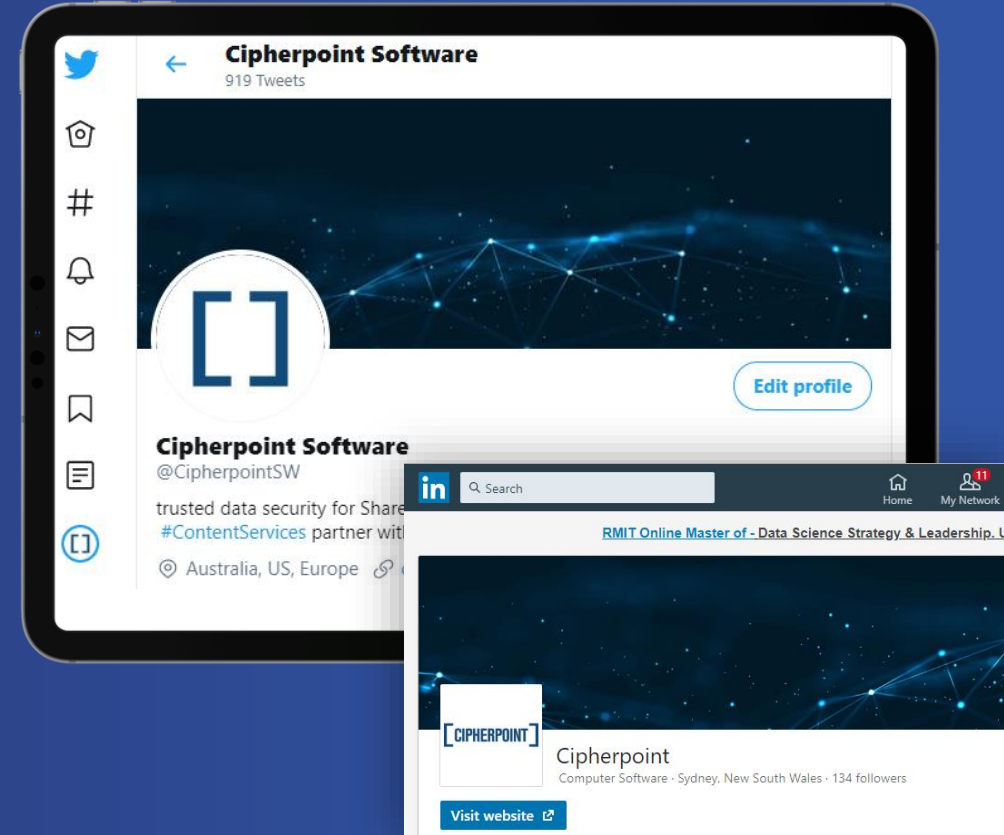 Cipherpoint Software
919 Tweets
#
[ ]
Edit profile
Cipherpoint Software
@CipherpointSW
trusted data security for Share
#ContentServices partner wit
Australia, US, Europe
in
Search
Home
11
My Network
RMIT Online Master of - Data Science Strategy & Leadership. U
[CIPHERPOINT]
Cipherpoint
Computer Software · Sydney, New South Wales · 134 followers
Visit website